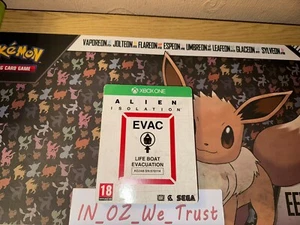 VAPOREON JOLTEON FLAREON ESPEON UMBREON LEAFEON GLACEON SYLVEON
POKÉMON
CARD GAME
XBOX ONE
ALIEN
ISOLATION
EVAC
LIFE BOAT
EVACUATION
18
SEGA
EE
IN_OZ_We_Trust